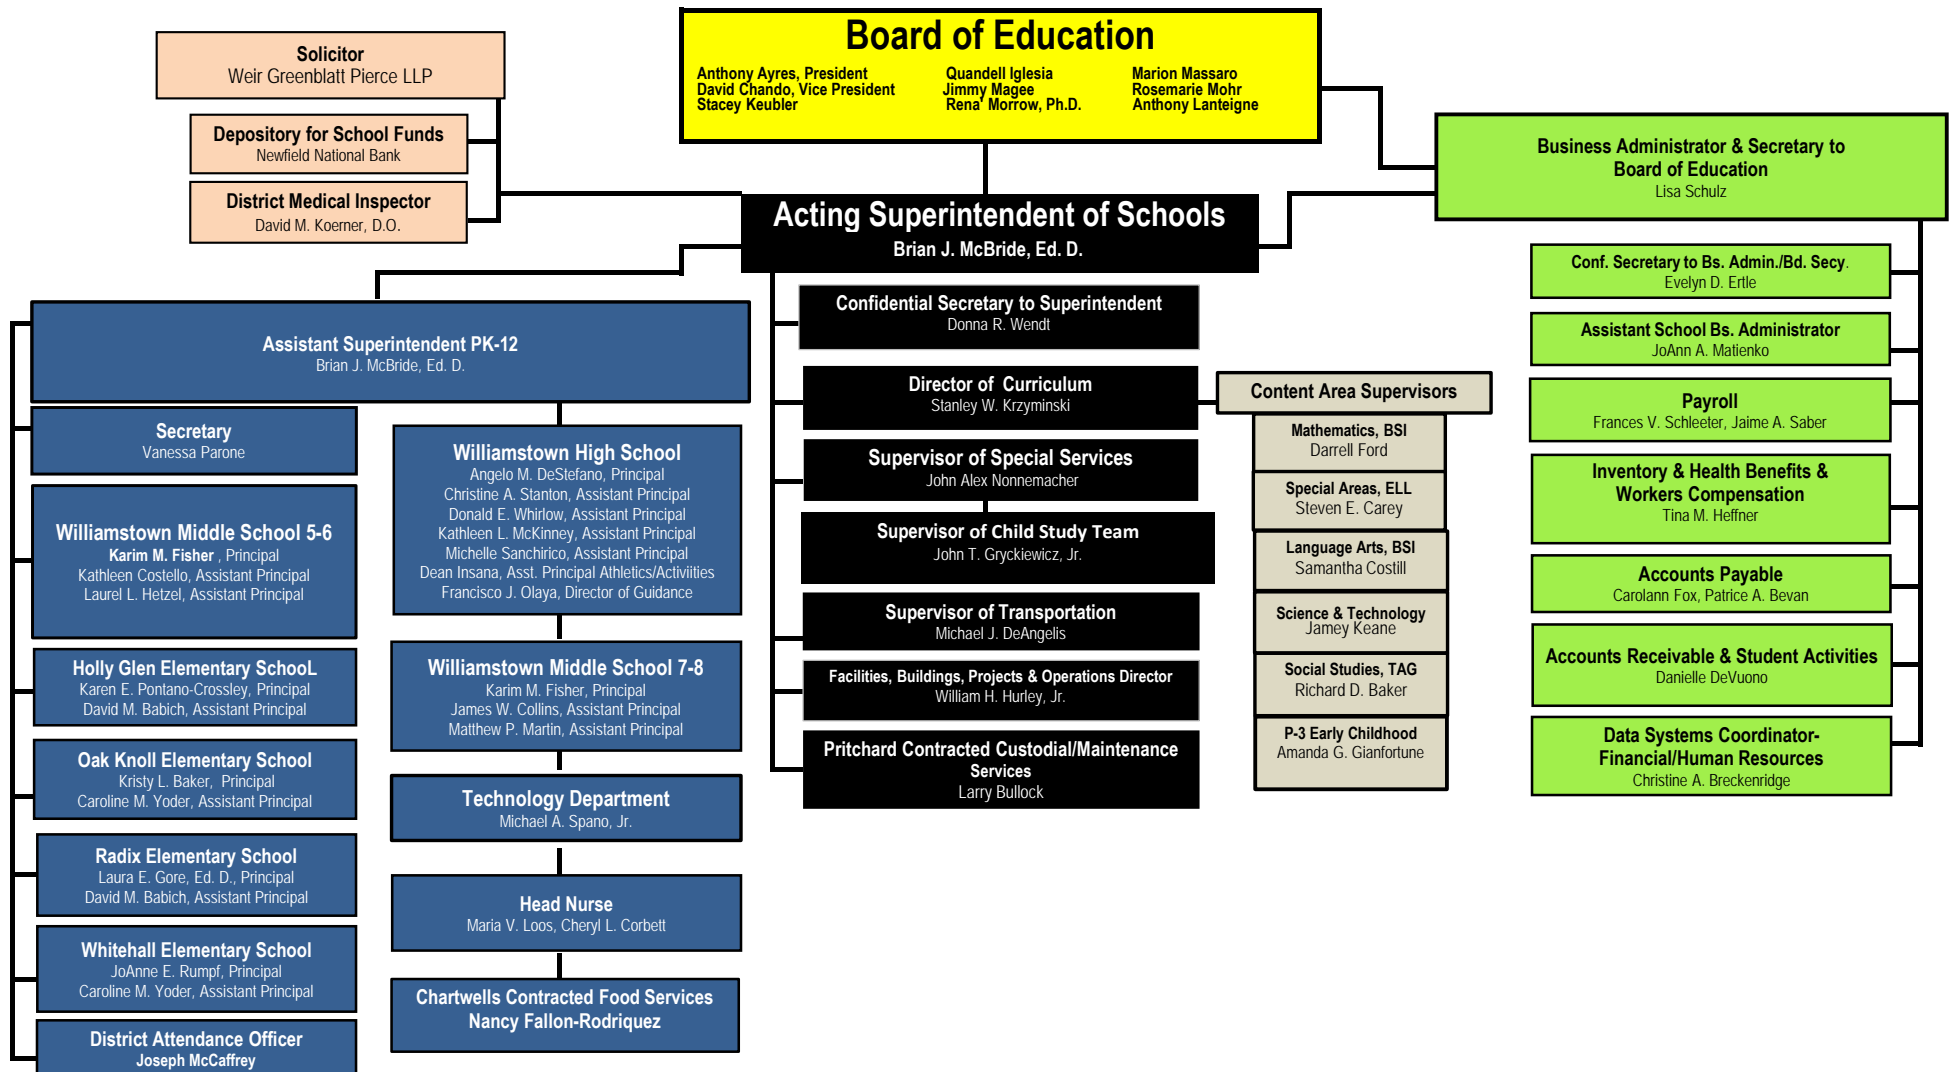 Board of Education
Anthony Ayres, President
David Chando, Vice President
Stacey Keubler
Quandell Iglesia
Jimmy Magee
Rena' Morrow, Ph.D.
Marion Massaro
Rosemarie Mohr
Anthony Lanteigne
Solicitor
Weir Greenblatt Pierce LLP
Depository for School Funds
Newfield National Bank
District Medical Inspector
David M. Koerner, D.O.
Acting Superintendent of Schools
Brian J. McBride, Ed. D.
Business Administrator & Secretary to
Board of Education
Lisa Schulz
Assistant Superintendent PK-12
Brian J. McBride, Ed. D.
Secretary
Vanessa Parone
Williamstown Middle School 5-6
Karim M. Fisher , Principal
Kathleen Costello, Assistant Principal
Laurel L. Hetzel, Assistant Principal
Holly Glen Elementary SchooL
Karen E. Pontano-Crossley, Principal
David M. Babich, Assistant Principal
Oak Knoll Elementary School
Kristy L. Baker, Principal
Caroline M. Yoder, Assistant Principal
Radix Elementary School
Laura E. Gore, Ed. D., Principal
David M. Babich, Assistant Principal
Whitehall Elementary School
JoAnne E. Rumpf, Principal
Caroline M. Yoder, Assistant Principal
District Attendance Officer
Joseph McCaffrey
Williamstown High School
Angelo M. DeStefano, Principal
Christine A. Stanton, Assistant Principal
Donald E. Whirlow, Assistant Principal
Kathleen L. McKinney, Assistant Principal
Michelle Sanchirico, Assistant Principal
Dean Insana, Asst. Principal Athletics/Activiities
Francisco J. Olaya, Director of Guidance
Williamstown Middle School 7-8
Karim M. Fisher, Principal
James W. Collins, Assistant Principal
Matthew P. Martin, Assistant Principal
Technology Department
Michael A. Spano, Jr.
Head Nurse
Maria V. Loos, Cheryl L. Corbett
Chartwells Contracted Food Services
Nancy Fallon-Rodriquez
Confidential Secretary to Superintendent
Donna R. Wendt
Director of Curriculum
Stanley W. Krzyminski
Supervisor of Special Services
John Alex Nonnemacher
Supervisor of Child Study Team
John T. Gryckiewicz, Jr.
Supervisor of Transportation
Michael J. DeAngelis
Facilities, Buildings, Projects & Operations Director
William H. Hurley, Jr.
Pritchard Contracted Custodial/Maintenance
Services
Larry Bullock
Content Area Supervisors
Mathematics, BSI
Darrell Ford
Special Areas, ELL
Steven E. Carey
Language Arts, BSI
Samantha Costill
Science & Technology
Jamey Keane
Social Studies, TAG
Richard D. Baker
P-3 Early Childhood
Amanda G. Gianfortune
Conf. Secretary to Bs. Admin./Bd. Secy.
Evelyn D. Ertle
Assistant School Bs. Administrator
JoAnn A. Matienko
Payroll
Frances V. Schleeter, Jaime A. Saber
Inventory & Health Benefits &
Workers Compensation
Tina M. Heffner
Accounts Payable
Carolann Fox, Patrice A. Bevan
Accounts Receivable & Student Activities
Danielle DeVuono
Data Systems Coordinator-
Financial/Human Resources
Christine A. Breckenridge